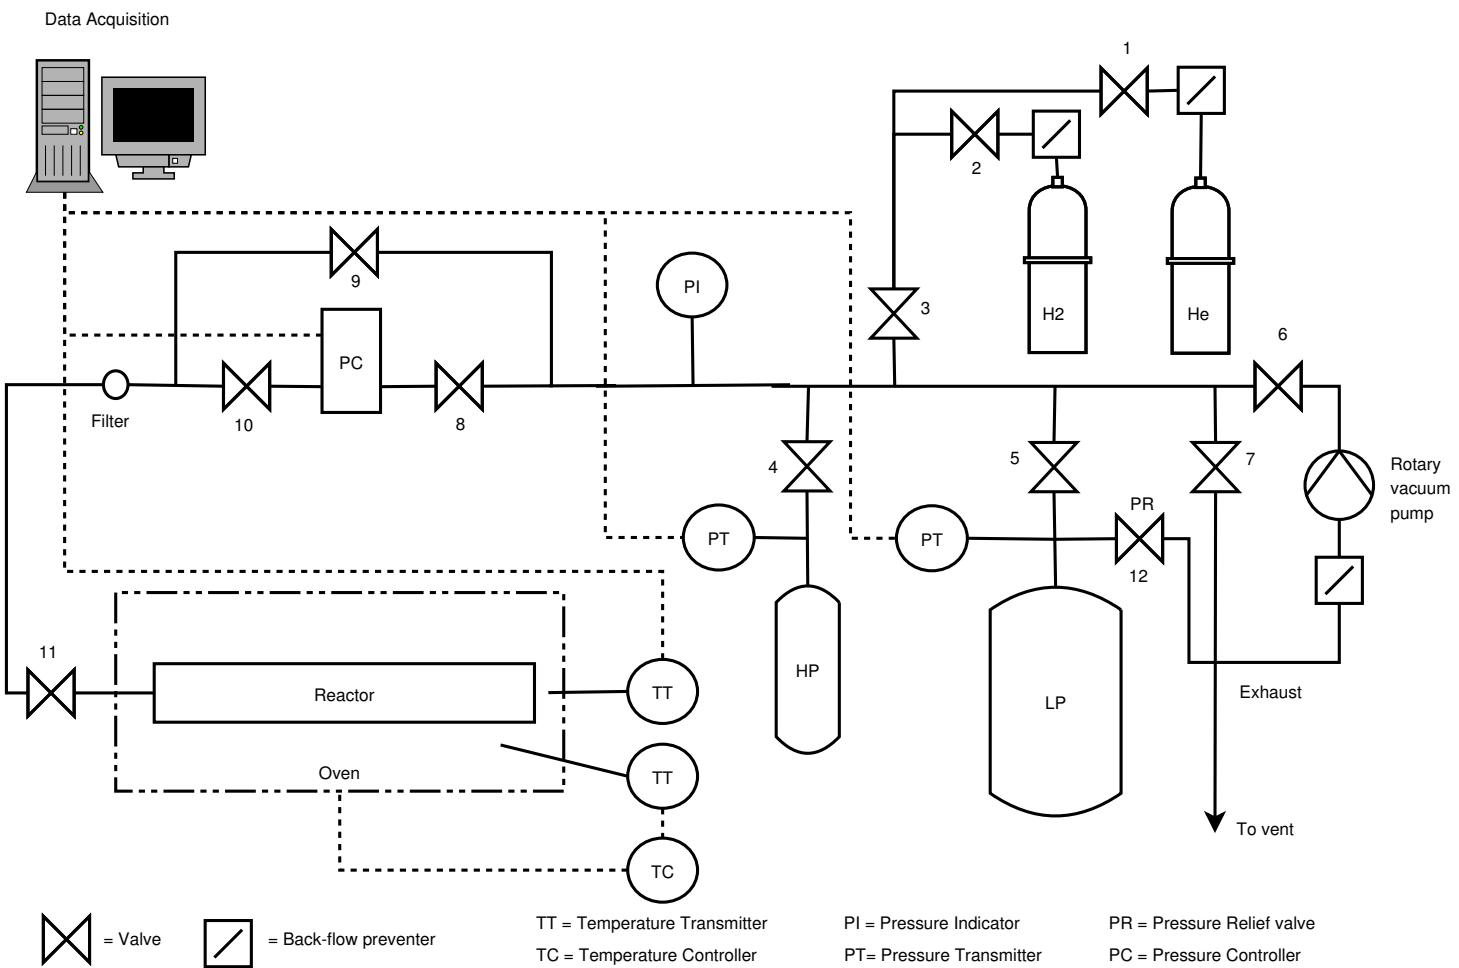 Data Acquisition
1
2
9
PI
3
H2
He
6
PC
Filter
10
8
4
5
7
Rotary
vacuum
pump
PR
PT
PT
12
11
HP
Reactor
TT
LP
Exhaust
Oven
TT
To vent
TC
= Valve
= Back-flow preventer
TT = Temperature Transmitter
TC = Temperature Controller
PI = Pressure Indicator
PT= Pressure Transmitter
PR = Pressure Relief valve
PC = Pressure Controller